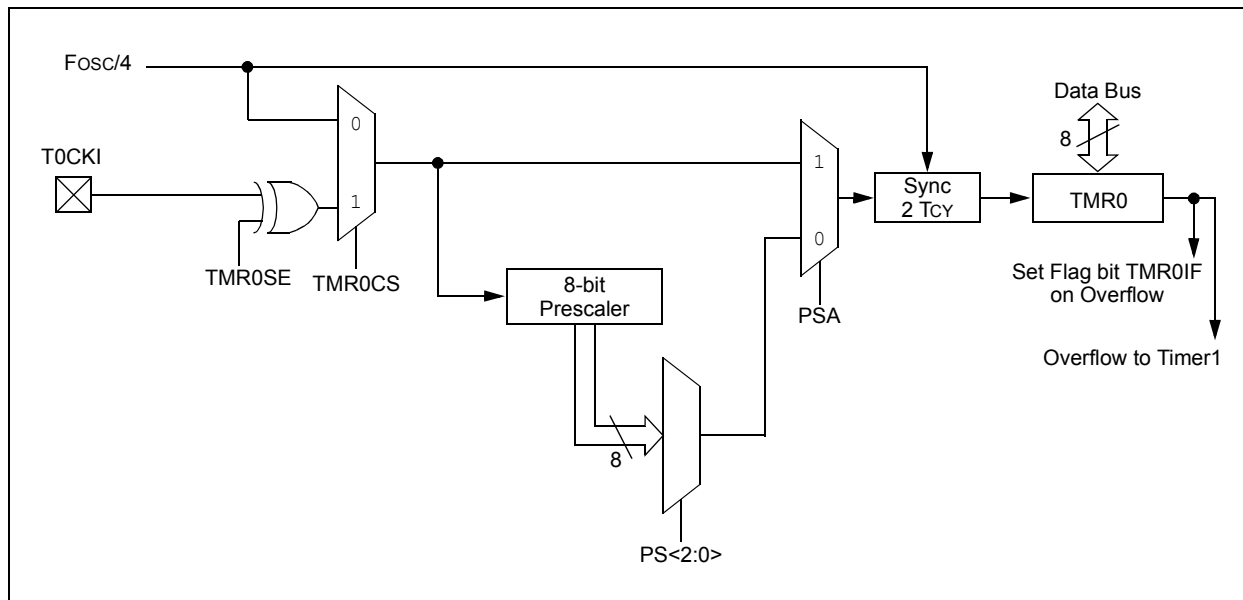 FOSC/4
Data Bus
8
T0CKI
0
1
1
0
Sync
2 TCY
TMR0
TMR0SE
TMR0CS
8-bit
Prescaler
PSA
Set Flag bit TMR0IF
on Overflow
Overflow to Timer1
8
PS<2:0>